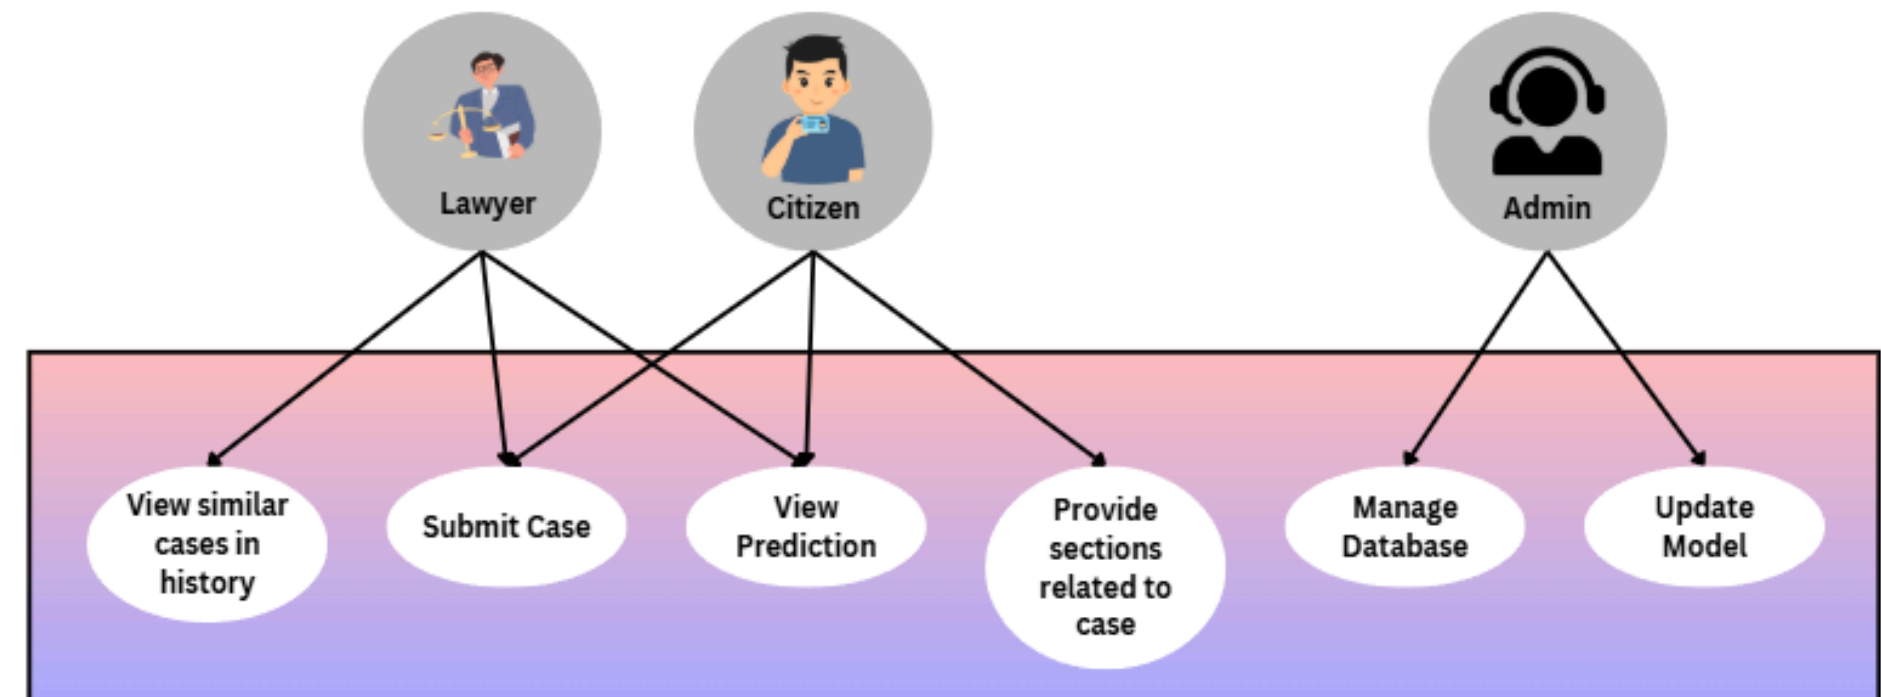 Lawyer
Citizen
Admin
View similar
cases in
history
Submit Case
View
Prediction
Provide
sections
related to
case
Manage
Database
Update
Model